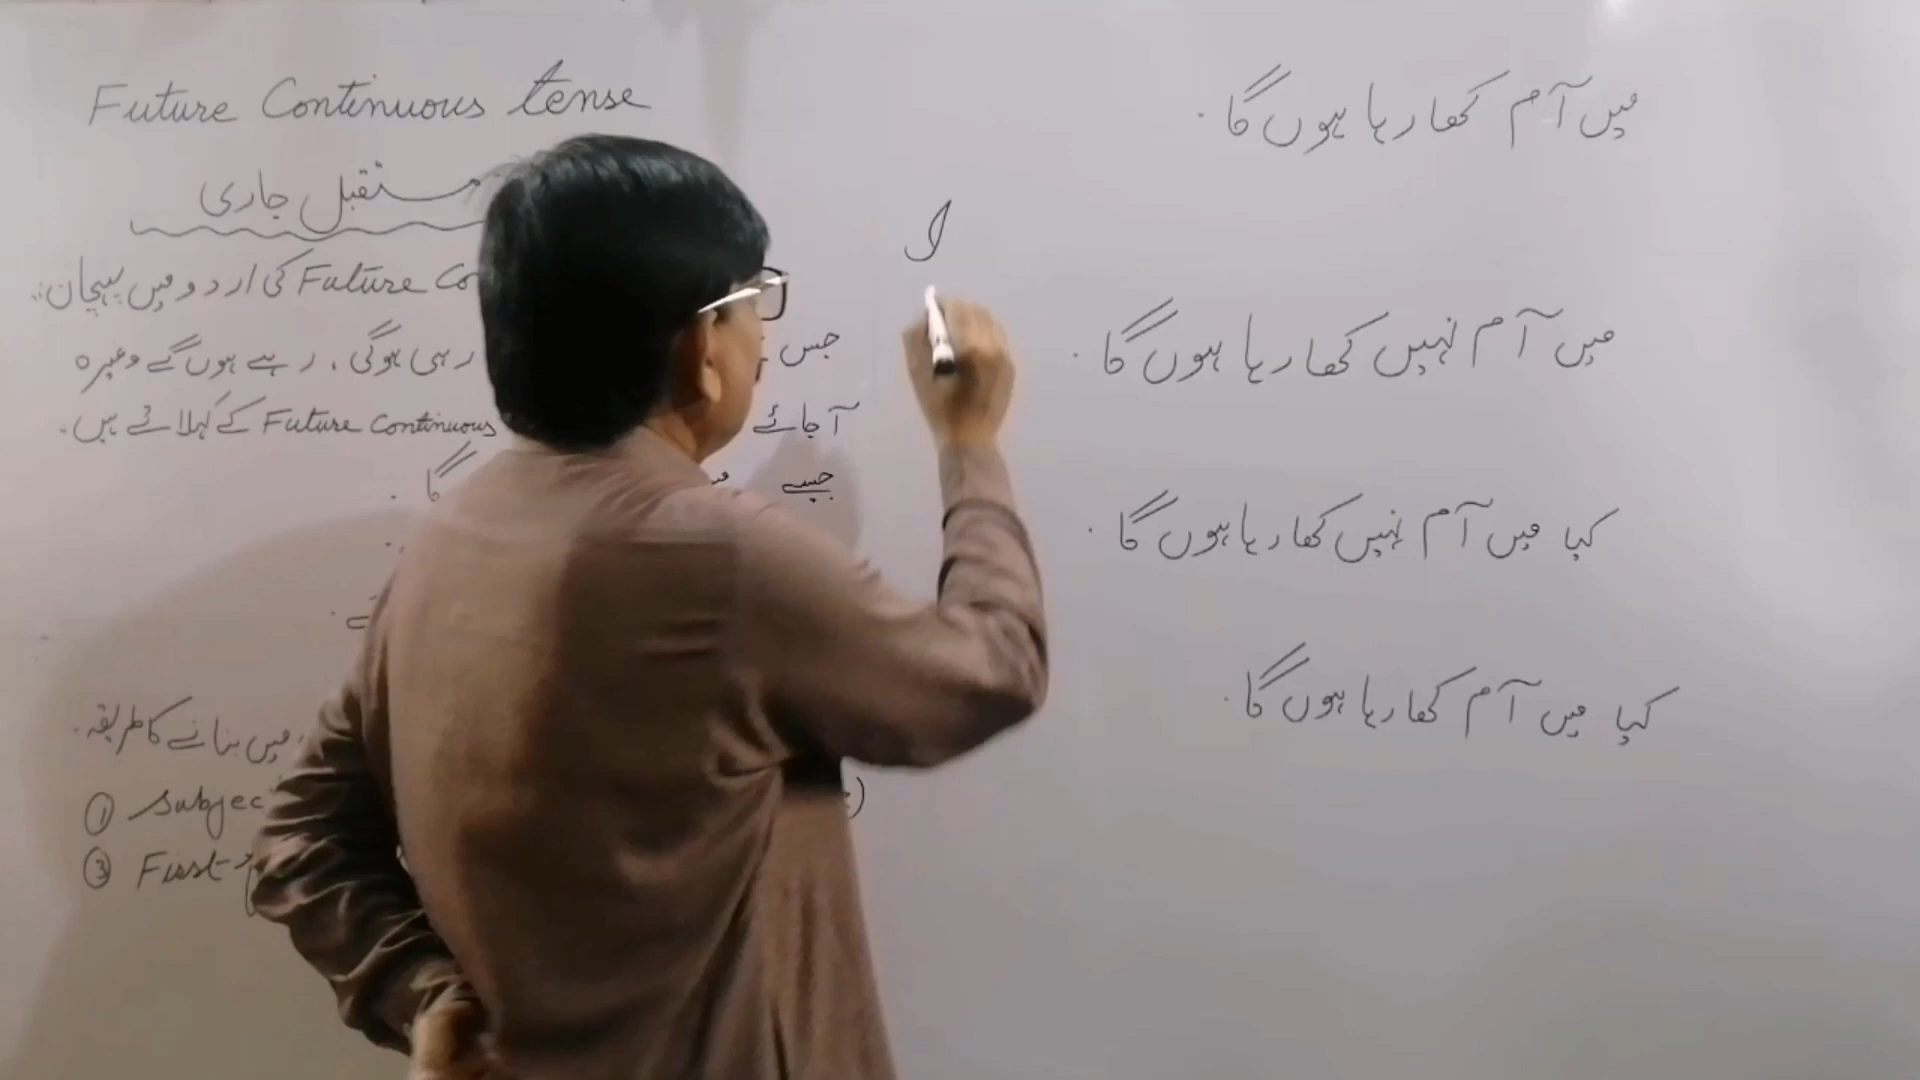 Future Continuous tense
مستقبل جاری
Future Co کی اردو میں پہچان:
جس رہی ہوگی، رہے ہوں گے وغیرہ
آجائے Future Continuous کے کہلاتے ہیں۔
جیسے گا۔
میں بنانے کا طریقہ۔
① Subjec
③ First
میں آم کھا رہا ہوں گا۔
I
میں آم نہیں کھا رہا ہوں گا۔
کیا میں آم نہیں کھا رہا ہوں گا۔
کیا میں آم کھا رہا ہوں گا۔